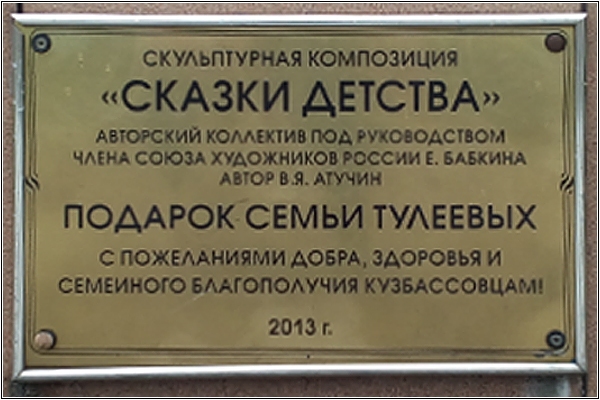 СКУЛЬПТУРНАЯ КОМПОЗИЦИЯ
«СКАЗКИ ДЕТСТВА»
АВТОРСКИЙ КОЛЛЕКТИВ ПОД РУКОВОДСТВОМ
ЧЛЕНА СОЮЗА ХУДОЖНИКОВ РОССИИ Е. БАБКИНА
АВТОР В.Я. АТУЧИН
ПОДАРОК СЕМЬИ ТУЛЕЕВЫХ
С ПОЖЕЛАНИЯМИ ДОБРА, ЗДОРОВЬЯ И
СЕМЕЙНОГО БЛАГОПОЛУЧИЯ КУЗБАССОВЦАМ!
2013 г.